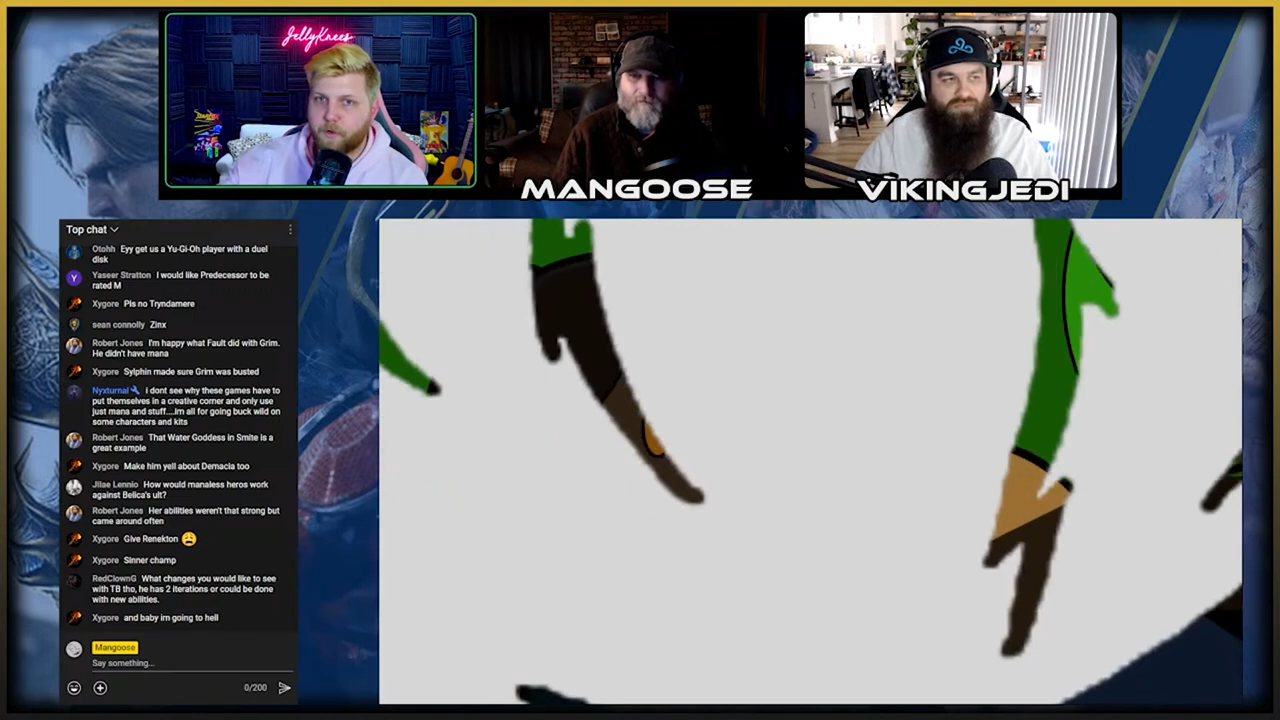 JellyKnees
MANGOOSE
VIKINGJEDI
Top chat
Otohh Eyy get us a Yu-Gi-Oh player with a duel
disk
Yaseer Stratton I would like Predecessor to be
rated M
Xygore Pls no Tryndamere
sean connolly Zinx
Robert Jones I'm happy what Fault did with Grim.
He didn't have mana
Xygore Sylphin made sure Grim was busted
Nyxturnal i dont see why these games have to
put themselves in a creative corner and only use
just mana and stuff....im all for going buck wild on
some characters and kits
Robert Jones That Water Goddess in Smite is a
great example
Xygore Make him yell about Demacia too
Jilae Lennio How would manaless heros work
against Belica's ult?
Robert Jones Her abilities weren't that strong but
came around often
Xygore Give Renekton
Xygore Sinner champ
RedClownG What changes you would like to see
with TB tho, he has 2 iterations or could be done
with new abilities.
Xygore and baby im going to hell
Mangoose
Say something...
0/200